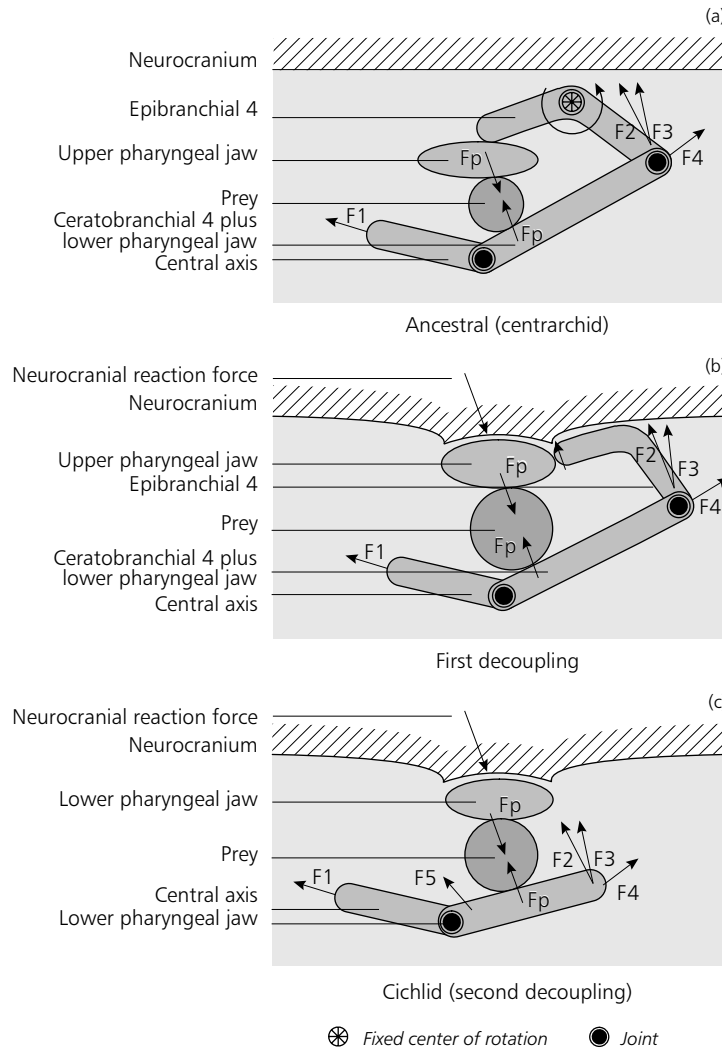 (a)
Neurocranium
Epibranchial 4
F2
F3
F4
Upper pharyngeal jaw
Fp
Prey
F1
Ceratobranchial 4 plus
lower pharyngeal jaw
Fp
Central axis
Ancestral (centrarchid)
(b)
Neurocranial reaction force
Neurocranium
Upper pharyngeal jaw
Fp
F2
F3
Epibranchial 4
F4
Prey
Fp
F1
Ceratobranchial 4 plus
lower pharyngeal jaw
Central axis
First decoupling
(c
Neurocranial reaction force
Neurocranium
Lower pharyngeal jaw
Fp
Prey
F2
F3
F1
F5
F4
Central axis
Fp
Lower pharyngeal jaw
Cichlid (second decoupling)
Fixed center of rotation
Joint